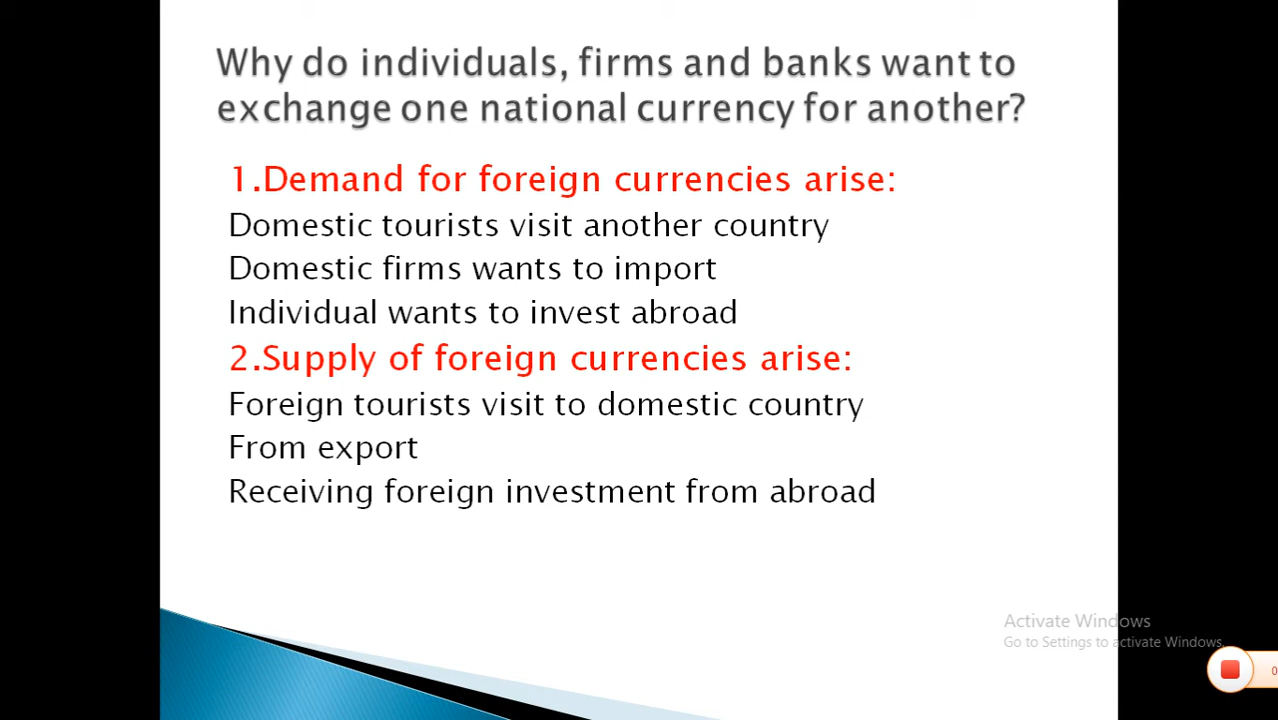 Why do individuals, firms and banks want to
exchange one national currency for another?
1.Demand for foreign currencies arise:
Domestic tourists visit another country
Domestic firms wants to import
Individual wants to invest abroad
2.Supply of foreign currencies arise:
Foreign tourists visit to domestic country
From export
Receiving foreign investment from abroad
Activate Windows
Go to Settings to activate Windows.
0